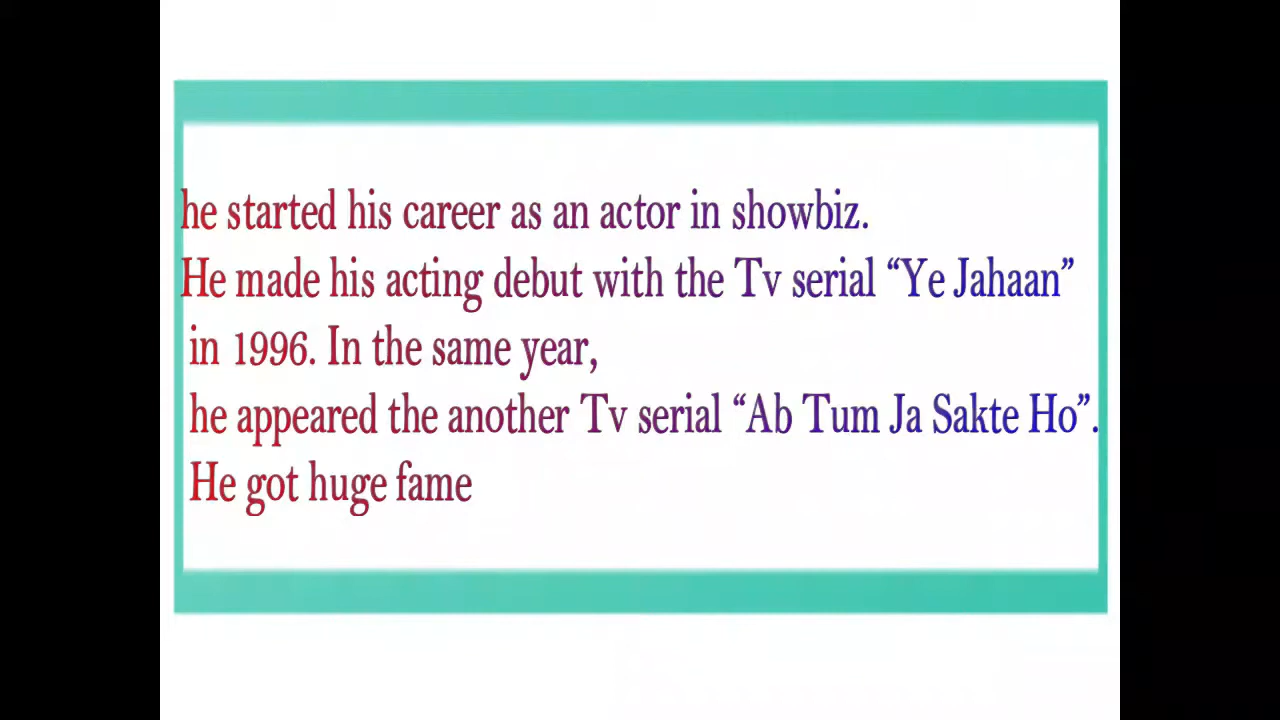 he started his career as an actor in showbiz.
He made his acting debut with the Tv serial “Ye Jahaan”
in 1996. In the same year,
he appeared the another Tv serial “Ab Tum Ja Sakte Ho”.
He got huge fame